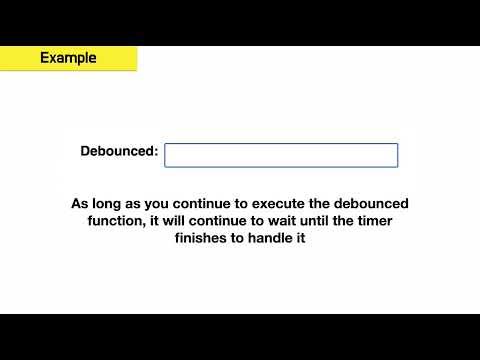 Example
Debounced:
As long as you continue to execute the debounced
function, it will continue to wait until the timer
finishes to handle it